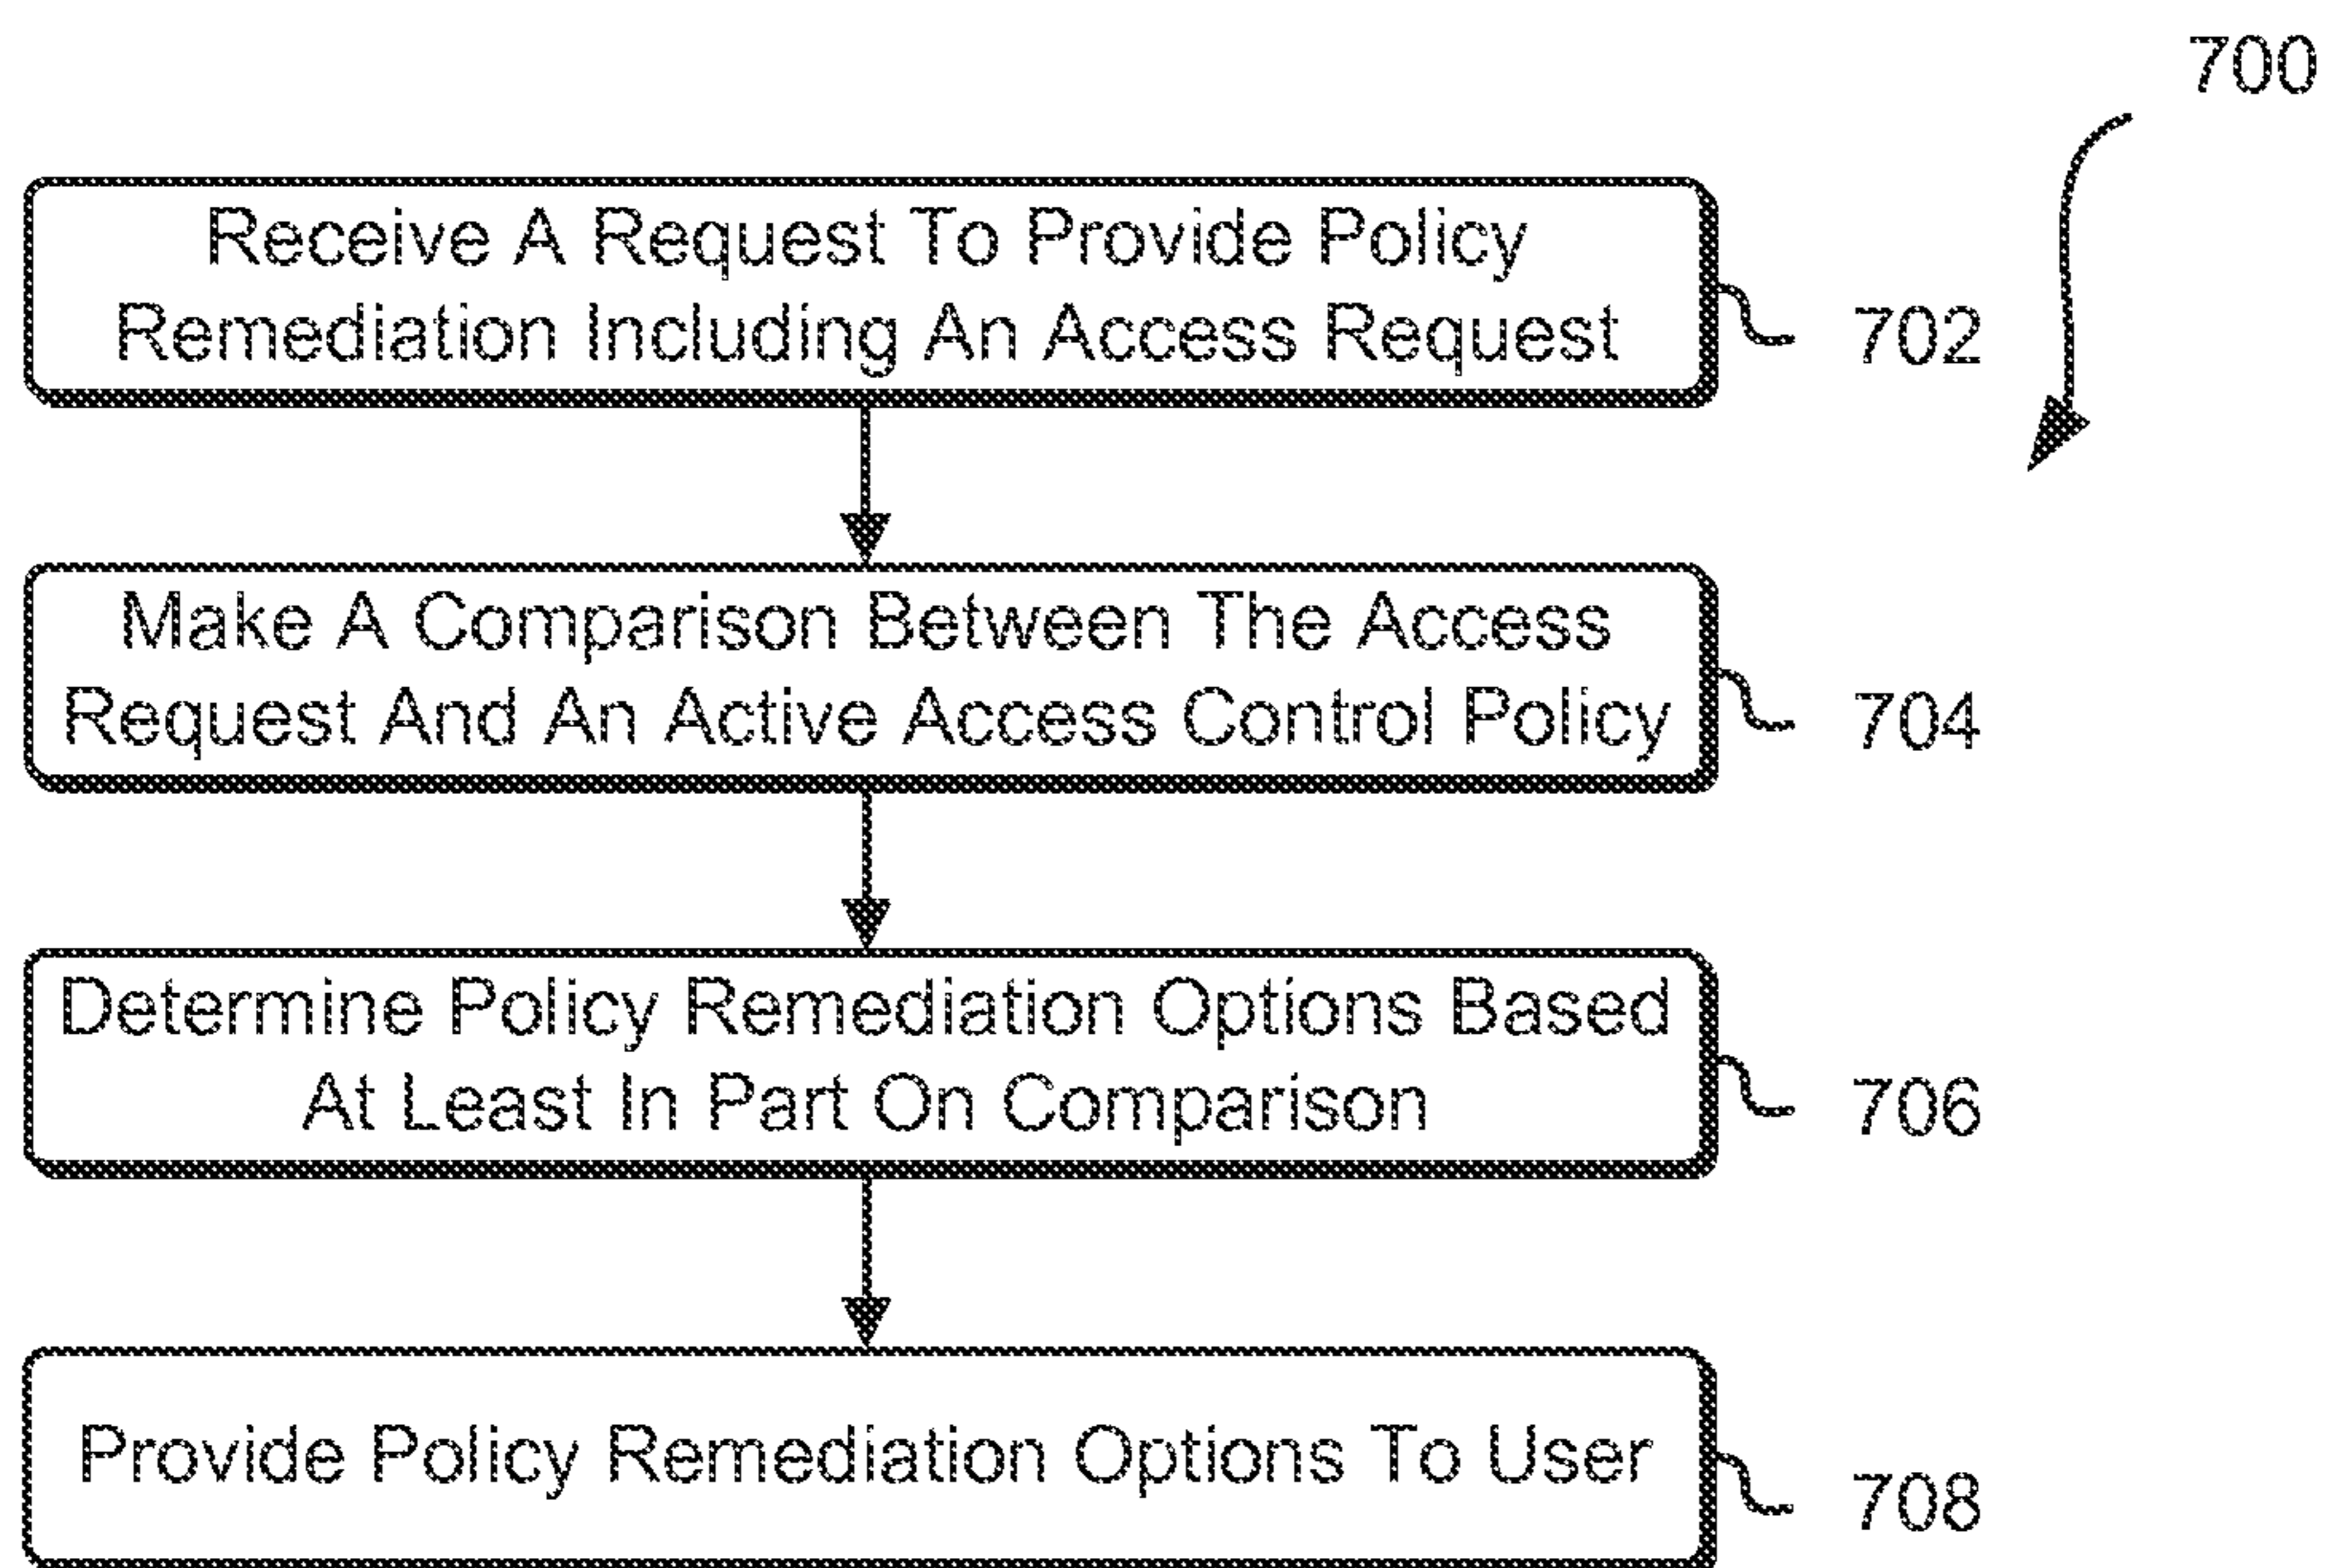 700
Receive A Request To Provide Policy
Remediation Including An Access Request
702
Make A Comparison Between The Access
Request And An Active Access Control Policy
704
Determine Policy Remediation Options Based
At Least In Part On Comparison
706
Provide Policy Remediation Options To User
708